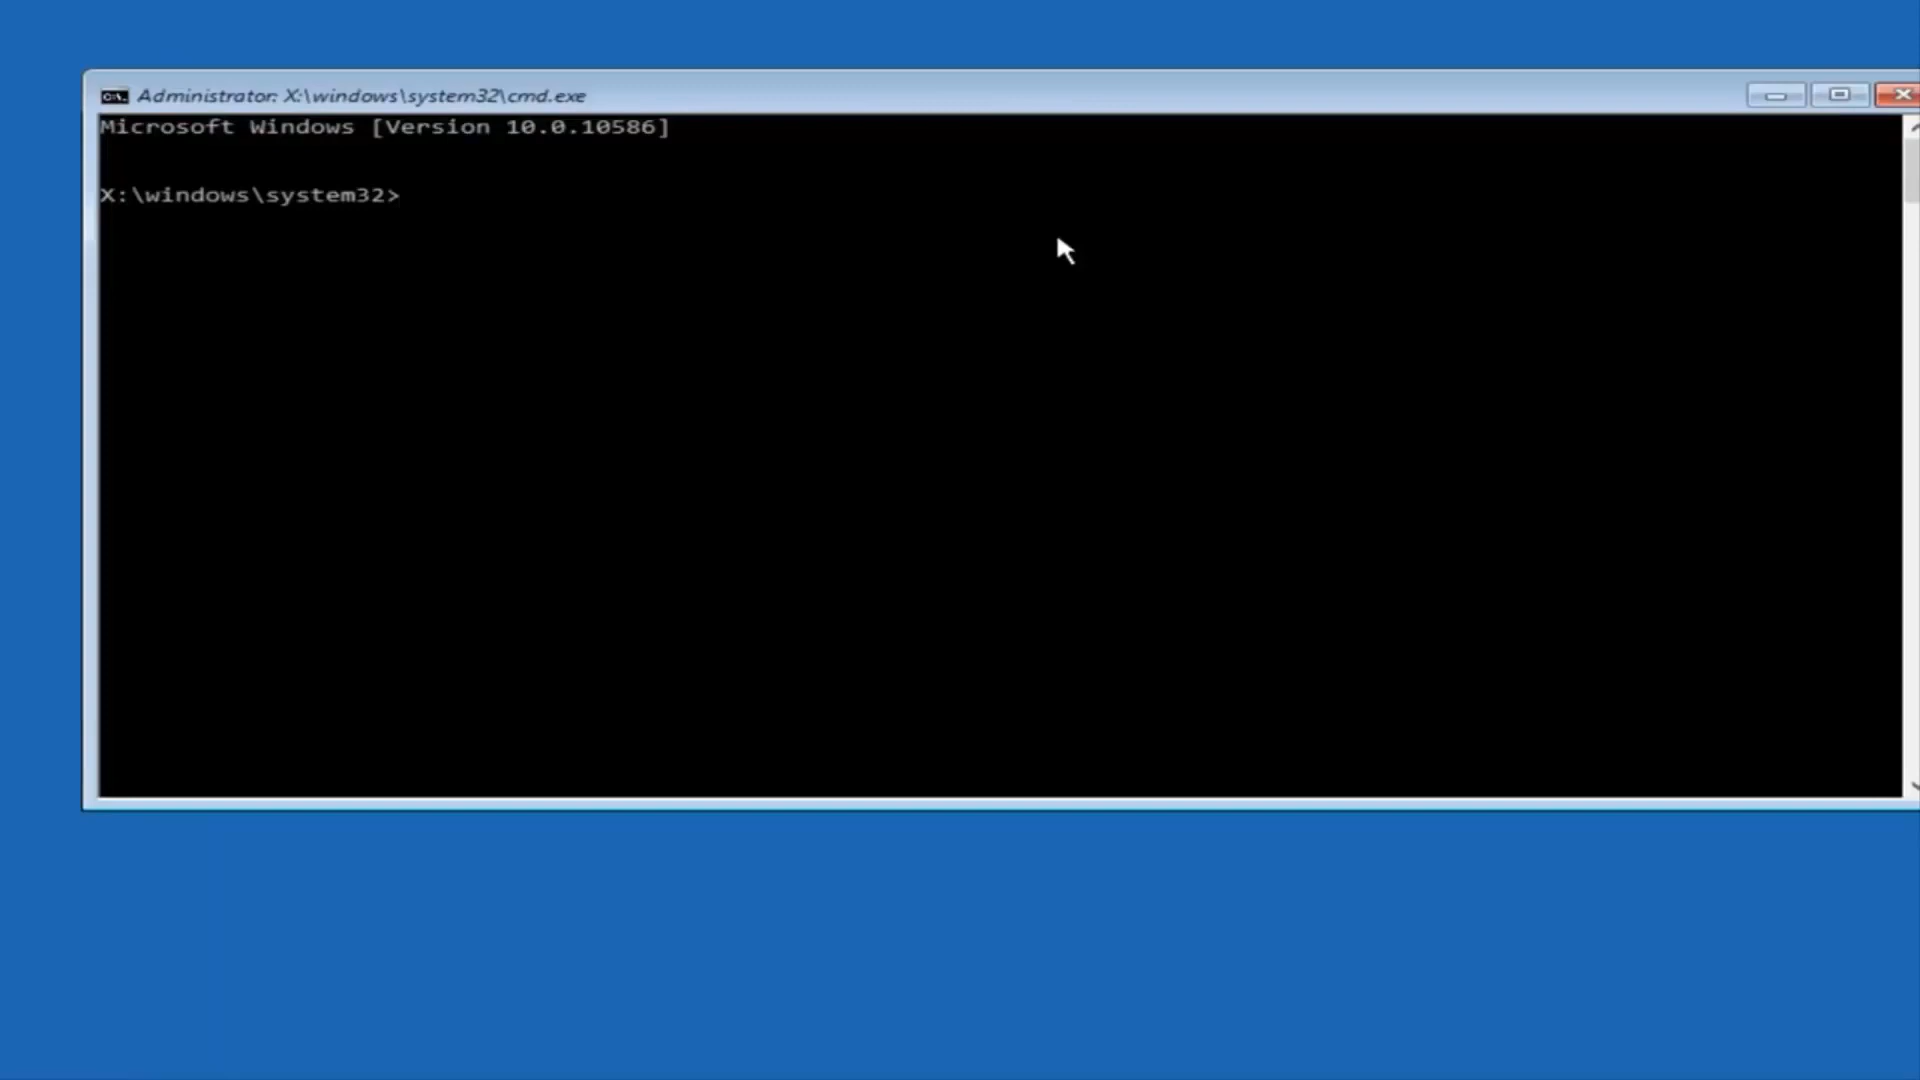 Administrator: X:\windows\system32\cmd.exe
Microsoft Windows [Version 10.0.10586]
X:\windows\system32>